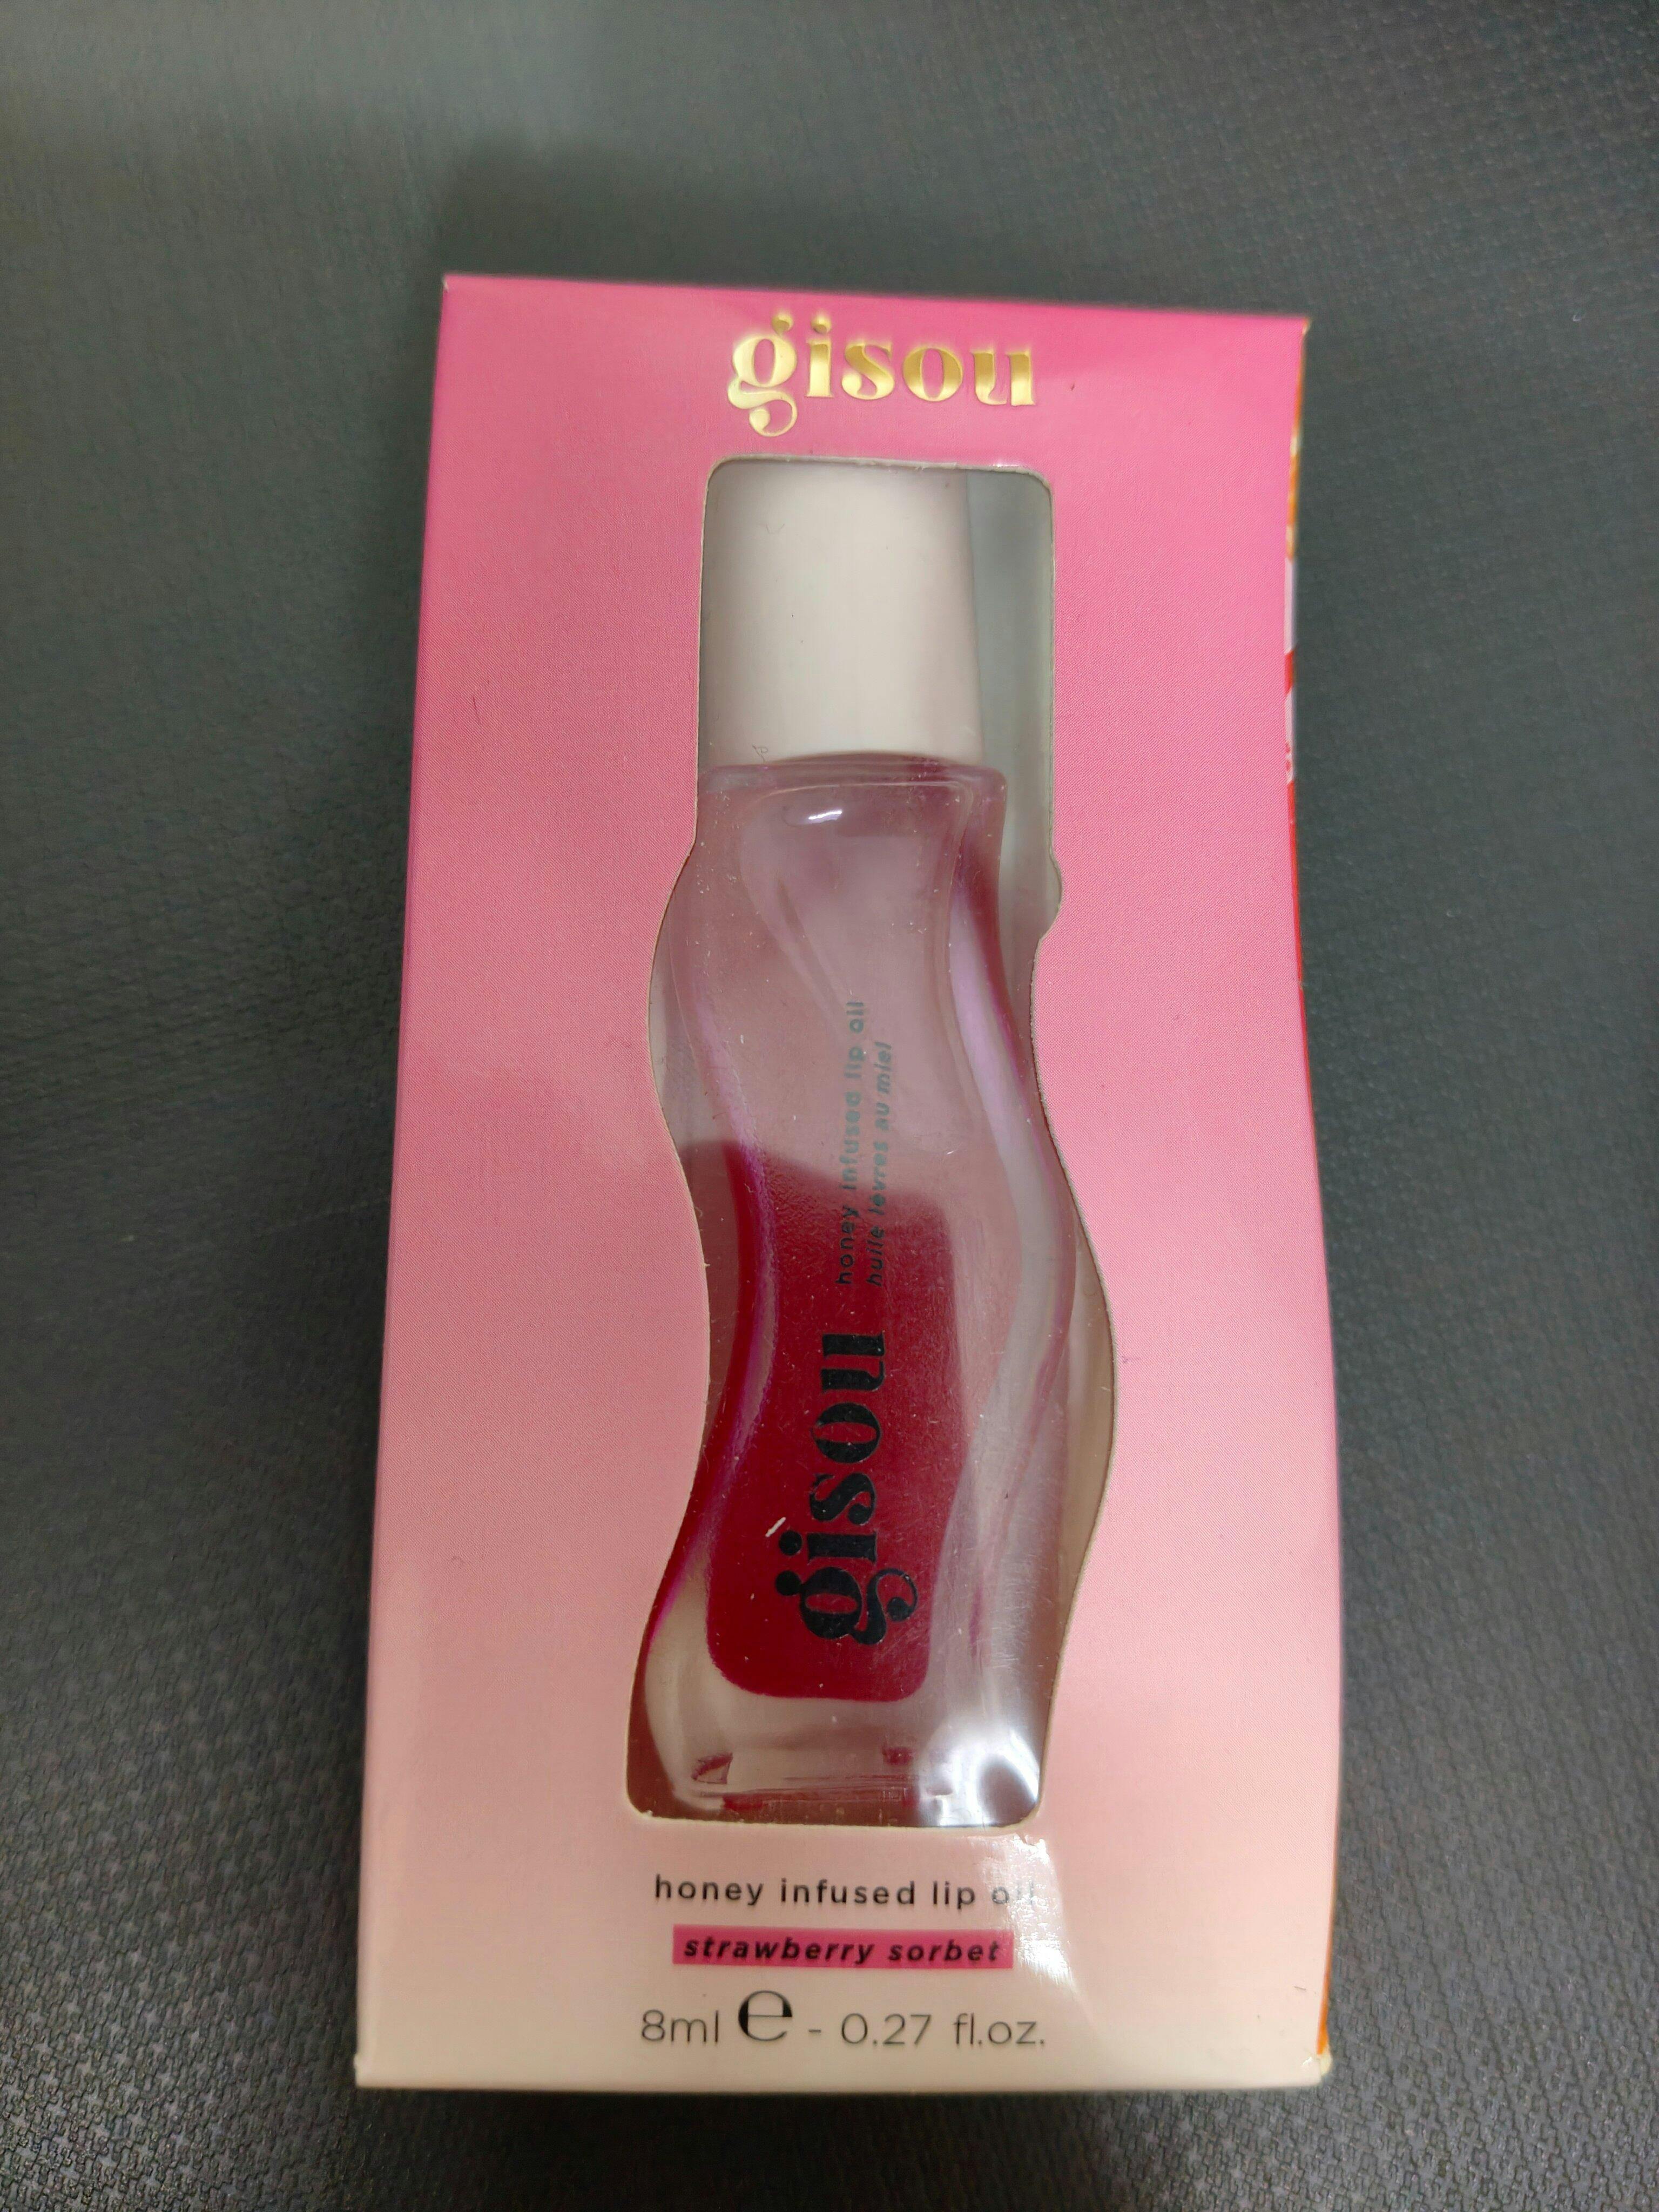 gisou
honey infused lip oil
huile lèvres au miel
gisou
honey infused lip oil
strawberry sorbet
8ml e - 0.27 fl.oz.